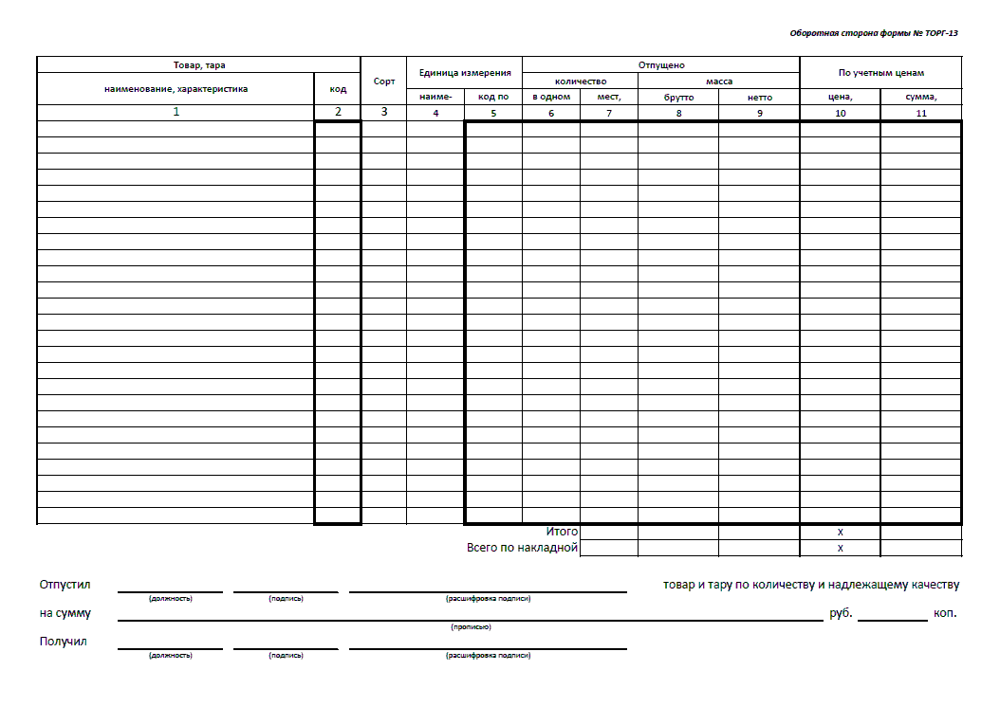 Оборотная сторона формы № ТОРГ-13
Товар, тара Сорт Единица измерения Отпущено По учетным ценам
наименование, характеристика код количество масса
наиме- код по в одном мест, брутто нетто цена, сумма,
1 2 3 4 5 6 7 8 9 10 11
Итого x
Всего по накладной x
Отпустил товар и тару по количеству и надлежащему качеству
(должность) (подпись) (расшифровка подписи)
на сумму руб. коп.
(прописью)
Получил
(должность) (подпись) (расшифровка подписи)